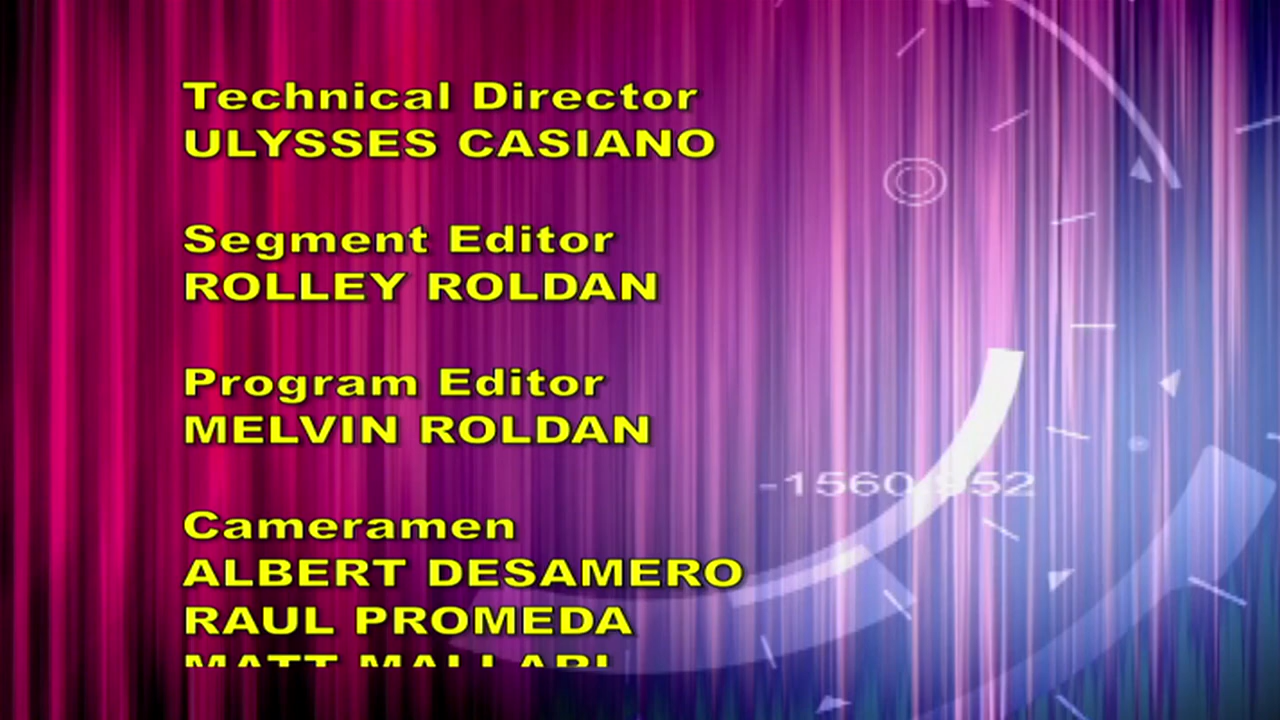 Technical Director
ULYSSES CASIANO
Segment Editor
ROLLEY ROLDAN
Program Editor
MELVIN ROLDAN
Cameramen
ALBERT DESAMERO
RAUL PROMEDA